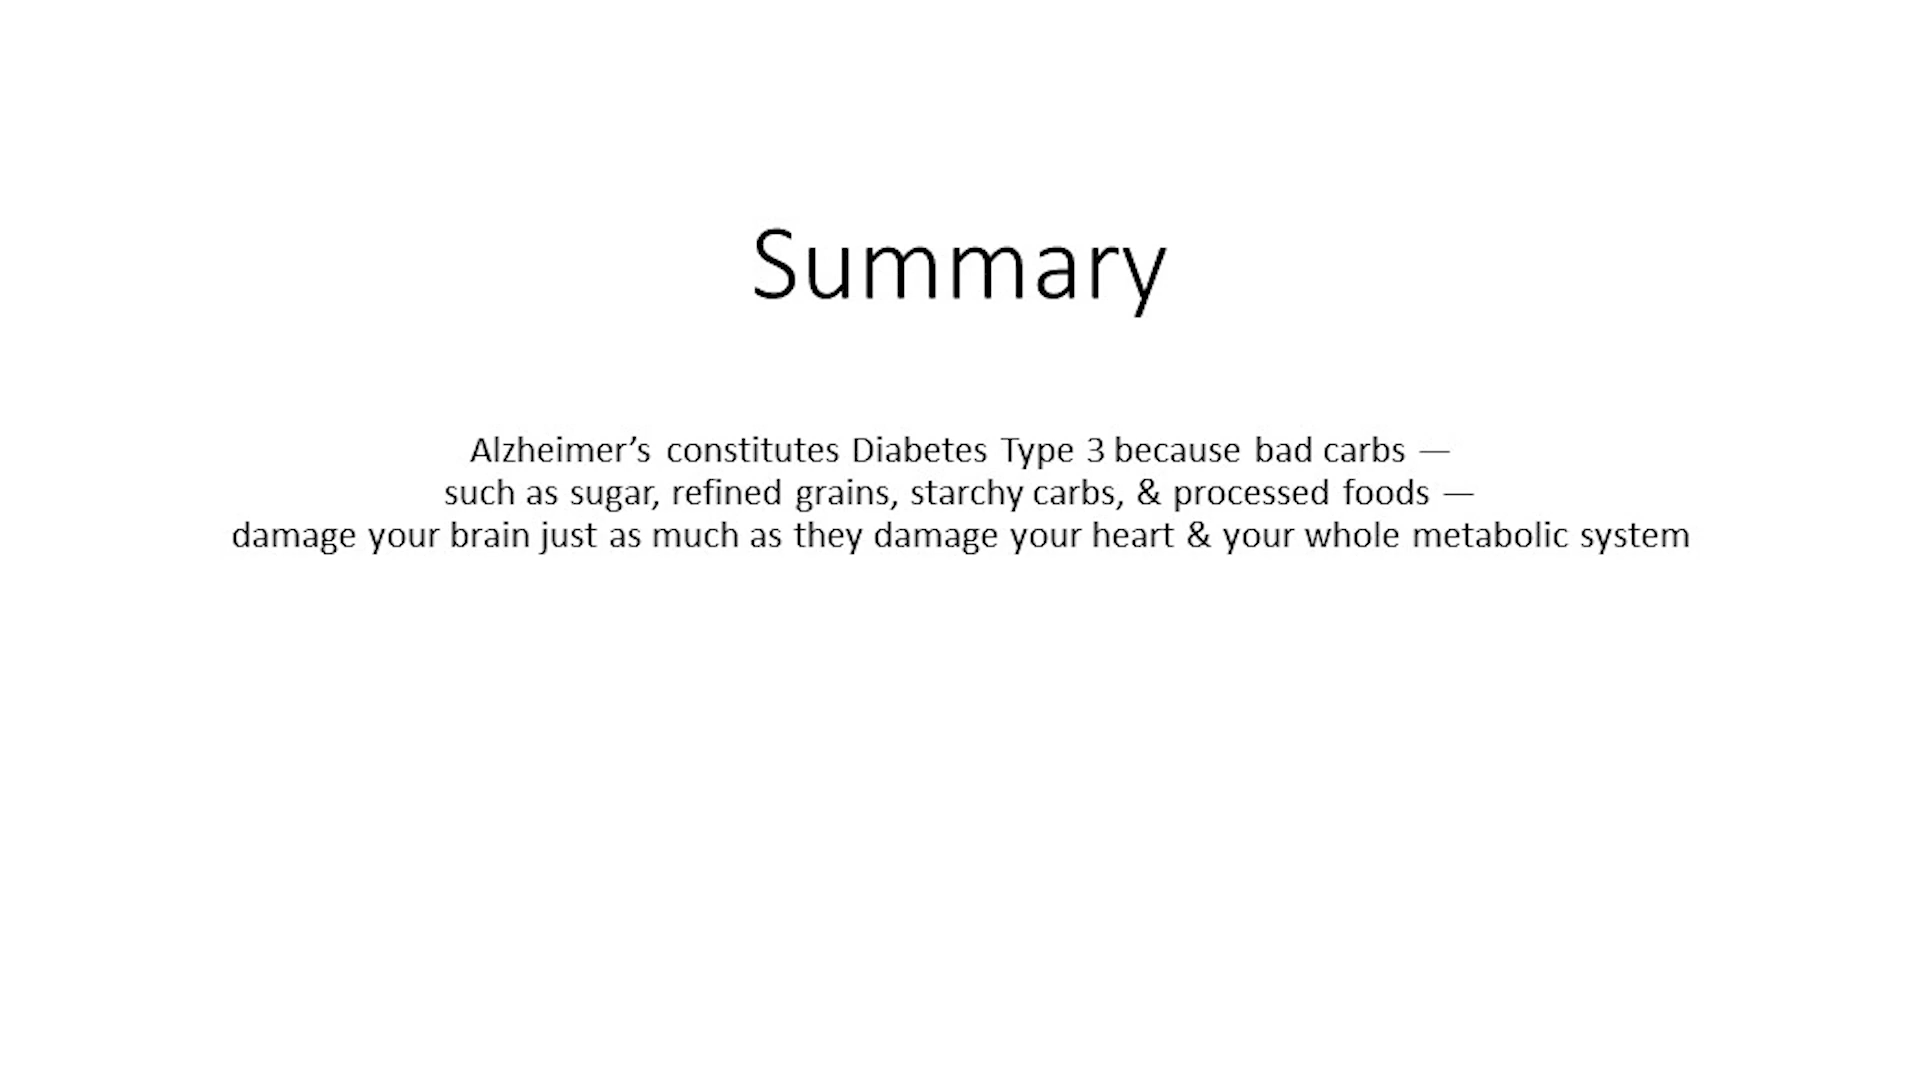 Summary
Alzheimer’s constitutes Diabetes Type 3 because bad carbs —
such as sugar, refined grains, starchy carbs, & processed foods —
damage your brain just as much as they damage your heart & your whole metabolic system